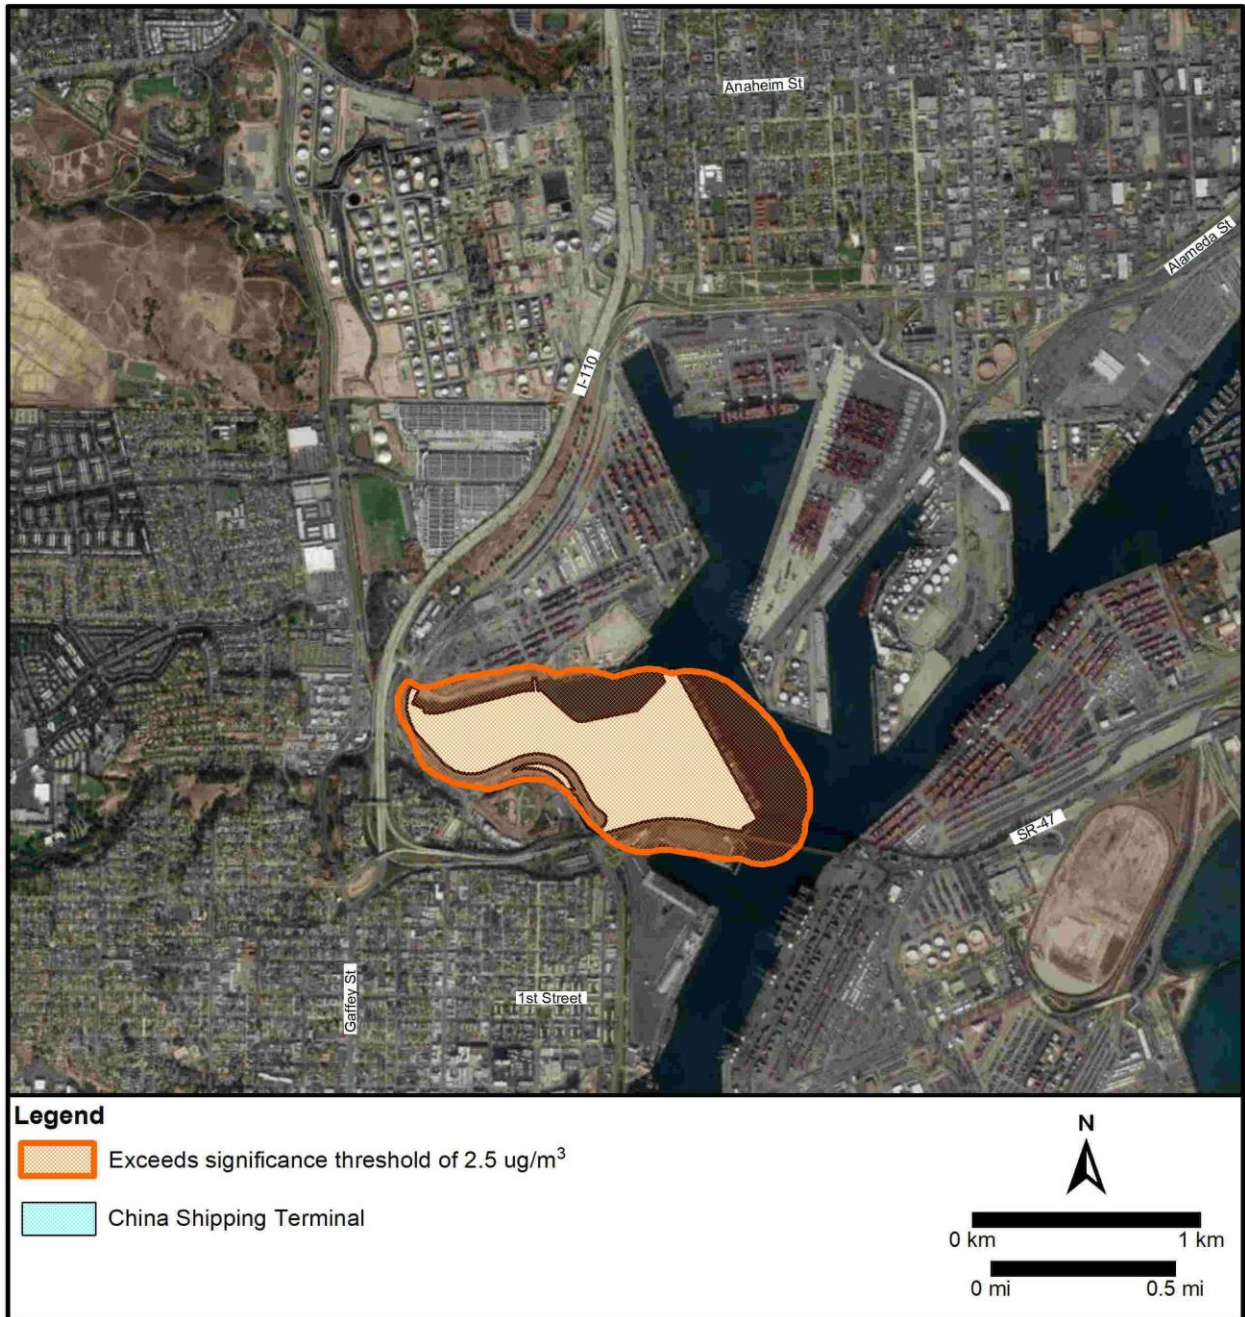 Anaheim St
Alameda St
I-110
SR-47
Gaffey St
1st Street
Legend
Exceeds significance threshold of 2.5 ug/m³
China Shipping Terminal
N
0 km 1 km
0 mi 0.5 mi